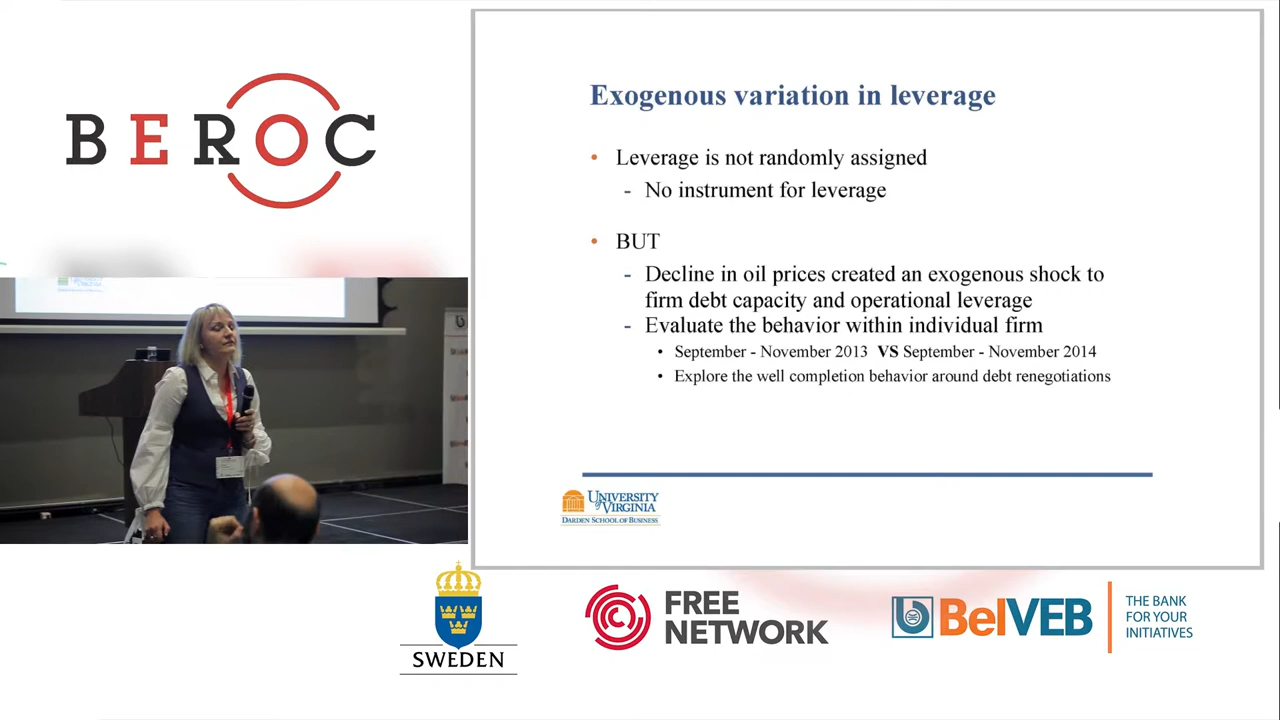 BEROC
Exogenous variation in leverage
• Leverage is not randomly assigned
- No instrument for leverage
• BUT
- Decline in oil prices created an exogenous shock to
firm debt capacity and operational leverage
- Evaluate the behavior within individual firm
• September - November 2013 VS September - November 2014
• Explore the well completion behavior around debt renegotiations
UNIVERSITY
of VIRGINIA
DARDEN SCHOOL OF BUSINESS
SWEDEN
FREE
NETWORK
BelVEB
THE BANK
FOR YOUR
INITIATIVES